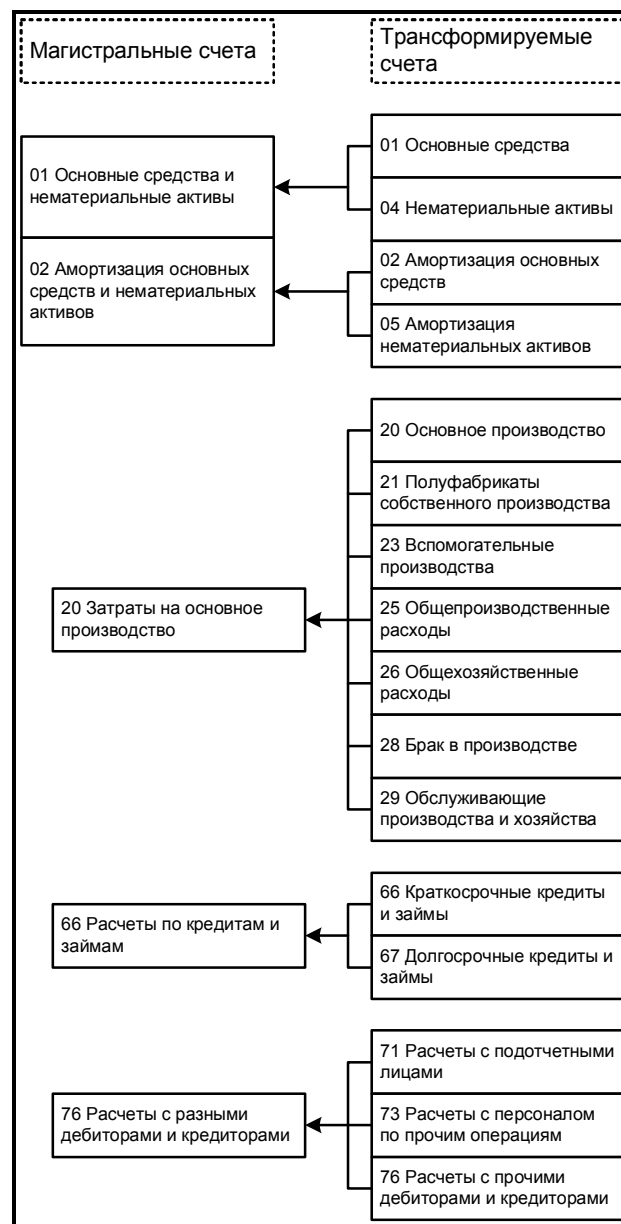 Магистральные счета
Трансформируемые
счета
01 Основные средства и
нематериальные активы
01 Основные средства
04 Нематериальные активы
02 Амортизация основных
средств и нематериальных
активов
02 Амортизация основных
средств
05 Амортизация
нематериальных активов
20 Затраты на основное
производство
20 Основное производство
21 Полуфабрикаты
собственного производства
23 Вспомогательные
производства
25 Общепроизводственные
расходы
26 Общехозяйственные
расходы
28 Брак в производстве
29 Обслуживающие
производства и хозяйства
66 Расчеты по кредитам и
займам
66 Краткосрочные кредиты
и займы
67 Долгосрочные кредиты и
займы
76 Расчеты с разными
дебиторами и кредиторами
71 Расчеты с подотчетными
лицами
73 Расчеты с персоналом
по прочим операциям
76 Расчеты с прочими
дебиторами и кредиторами